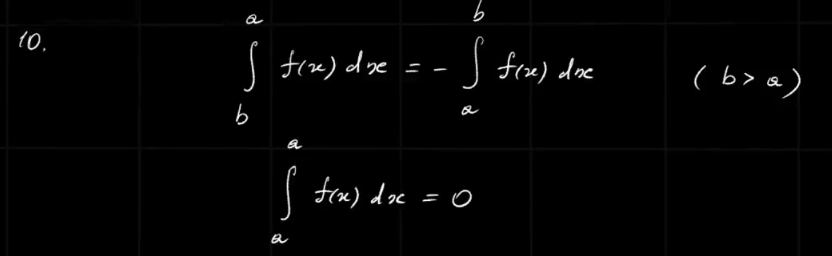 10. ∫_b^a f(x) dx = - ∫_a^b f(x) dx ( b > a )
∫_a^a f(x) dx = 0